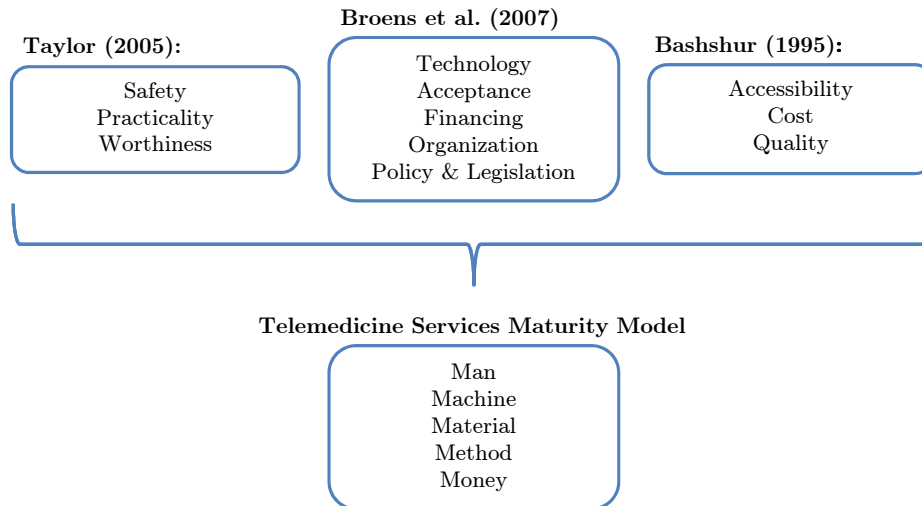 Taylor (2005):
Safety
Practicality
Worthiness
Broens et al. (2007)
Technology
Acceptance
Financing
Organization
Policy & Legislation
Bashshur (1995):
Accessibility
Cost
Quality
Telemedicine Services Maturity Model
Man
Machine
Material
Method
Money